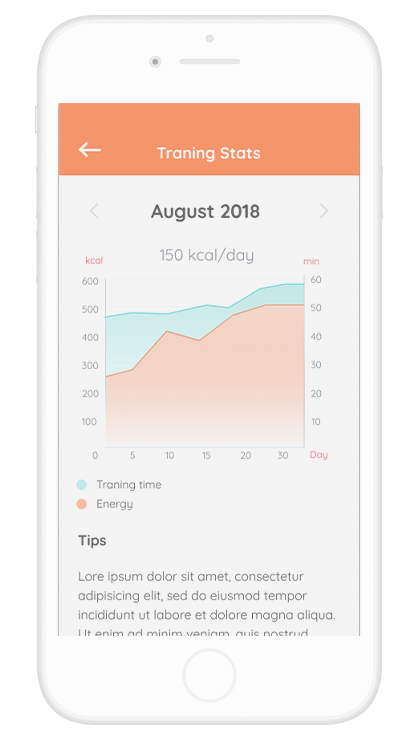 Traning Stats
August 2018
150 kcal/day
kcal
min
600
60
500
50
400
40
300
30
200
20
100
10
0 5 10 15 20 30 Day
Traning time
Energy
Tips
Lorem ipsum dolor sit amet, consectetur
adipisicing elit, sed do eiusmod tempor
incididunt ut labore et dolore magna aliqua.
Ut enim ad minim veniam, quis nostrud